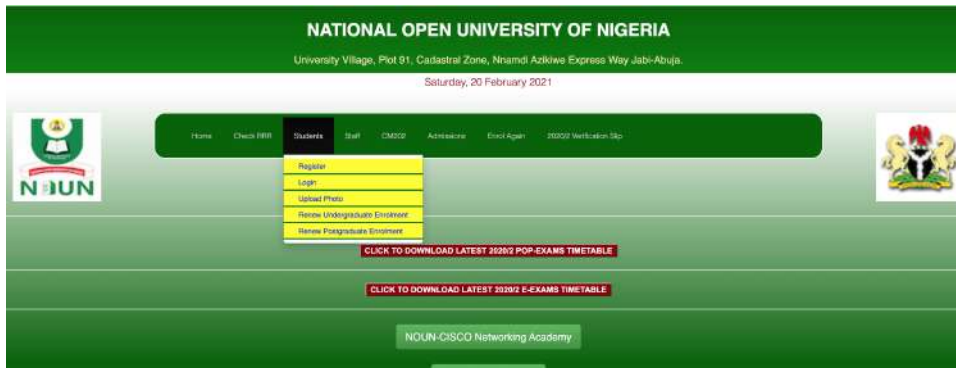 NATIONAL OPEN UNIVERSITY OF NIGERIA
University Village, Plot 91, Cadastral Zone, Nnamdi Azikiwe Express Way Jabi-Abuja.
Saturday, 20 February 2021
Home Check RRR Students Staff CM202 Admissions Enrol Again 2020/2 Verification Slip
NOUN
Register
Login
Upload Photo
Renew Undergraduate Enrolment
Renew Postgraduate Enrolment
CLICK TO DOWNLOAD LATEST 2020/2 POP-EXAMS TIMETABLE
CLICK TO DOWNLOAD LATEST 2020/2 E-EXAMS TIMETABLE
NOUN-CISCO Networking Academy